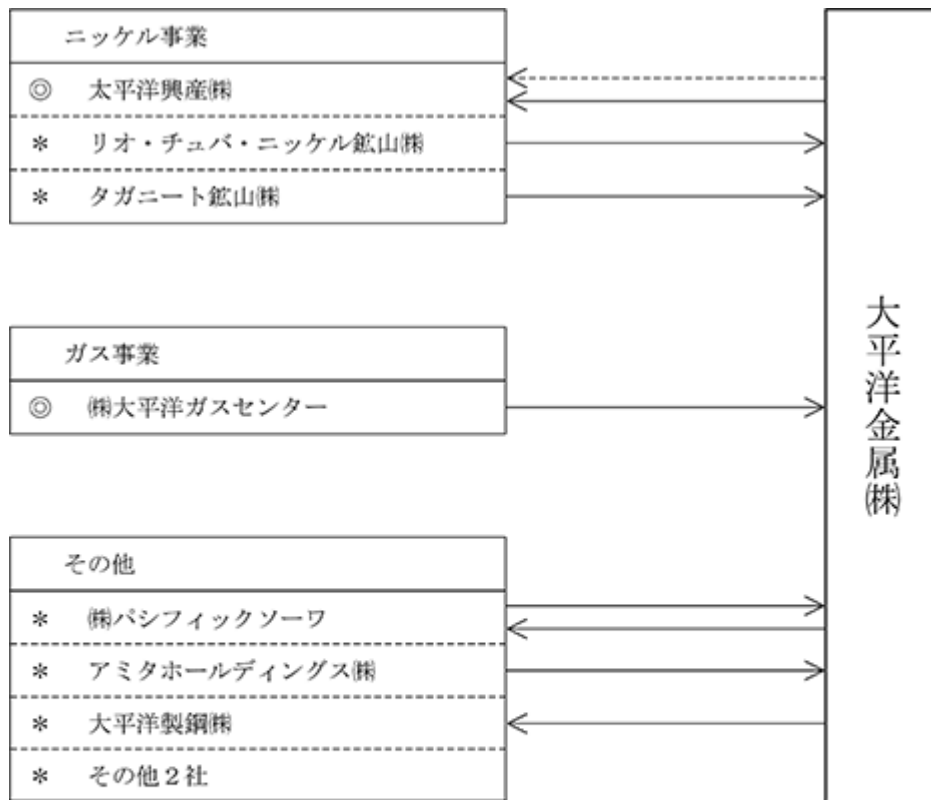 ニッケル事業
◎ 太平洋興産㈱
* リオ・チュバ・ニッケル鉱山㈱
* タガニート鉱山㈱
ガス事業
◎ ㈱大平洋ガスセンター
その他
* ㈱パシフィックソーワ
* アミタホールディングス㈱
* 大平洋製鋼㈱
* その他2社
大平洋金属㈱